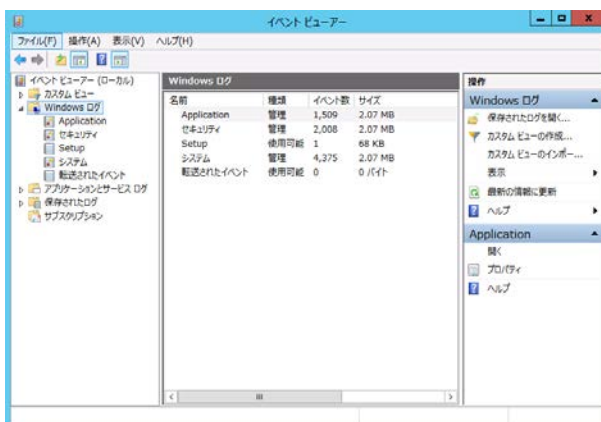 イベント ビューアー
ファイル(F) 操作(A) 表示(V) ヘルプ(H)
イベント ビューアー (ローカル)
カスタム ビュー
Windows ログ
Application
セキュリティ
Setup
システム
転送されたイベント
アプリケーションとサービス ログ
保存されたログ
サブスクリプション
Windows ログ
名前 種類 イベント数 サイズ
Application 管理 1,509 2.07 MB
セキュリティ 管理 2,008 2.07 MB
Setup 使用可能 1 68 KB
システム 管理 4,375 2.07 MB
転送されたイベント 使用可能 0 0 バイト
操作
Windows ログ
保存されたログを開く...
カスタム ビューの作成...
カスタム ビューのインポー...
表示
最新の情報に更新
ヘルプ
Application
開く
プロパティ
ヘルプ